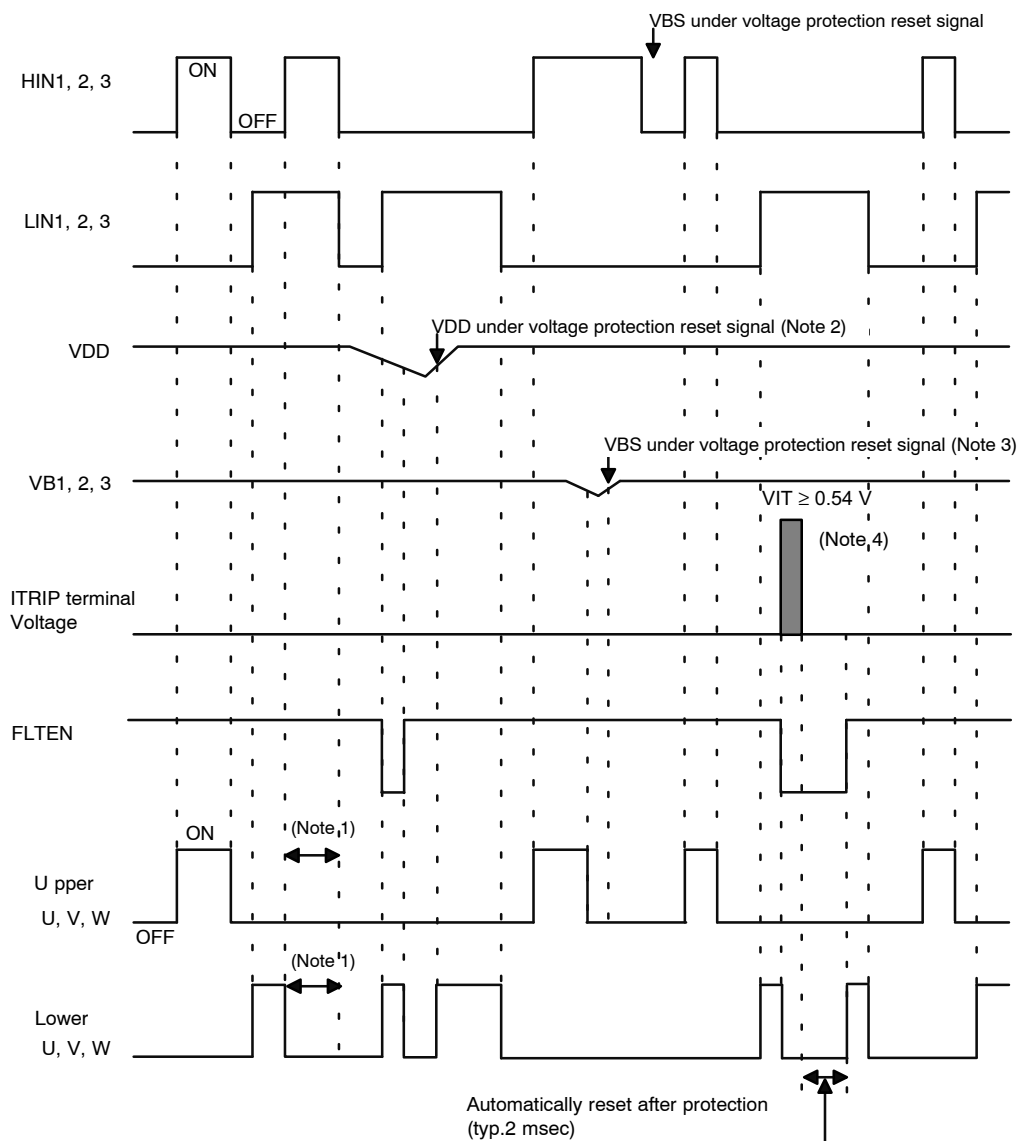 VBS under voltage protection reset signal
HIN1, 2, 3
ON
OFF
LIN1, 2, 3
VDD under voltage protection reset signal (Note 2)
VDD
VBS under voltage protection reset signal (Note 3)
VB1, 2, 3
VIT ≥ 0.54 V
(Note 4)
ITRIP terminal
Voltage
FLTEN
ON
(Note 1)
U pper
U, V, W
OFF
(Note 1)
Lower
U, V, W
Automatically reset after protection
(typ.2 msec)